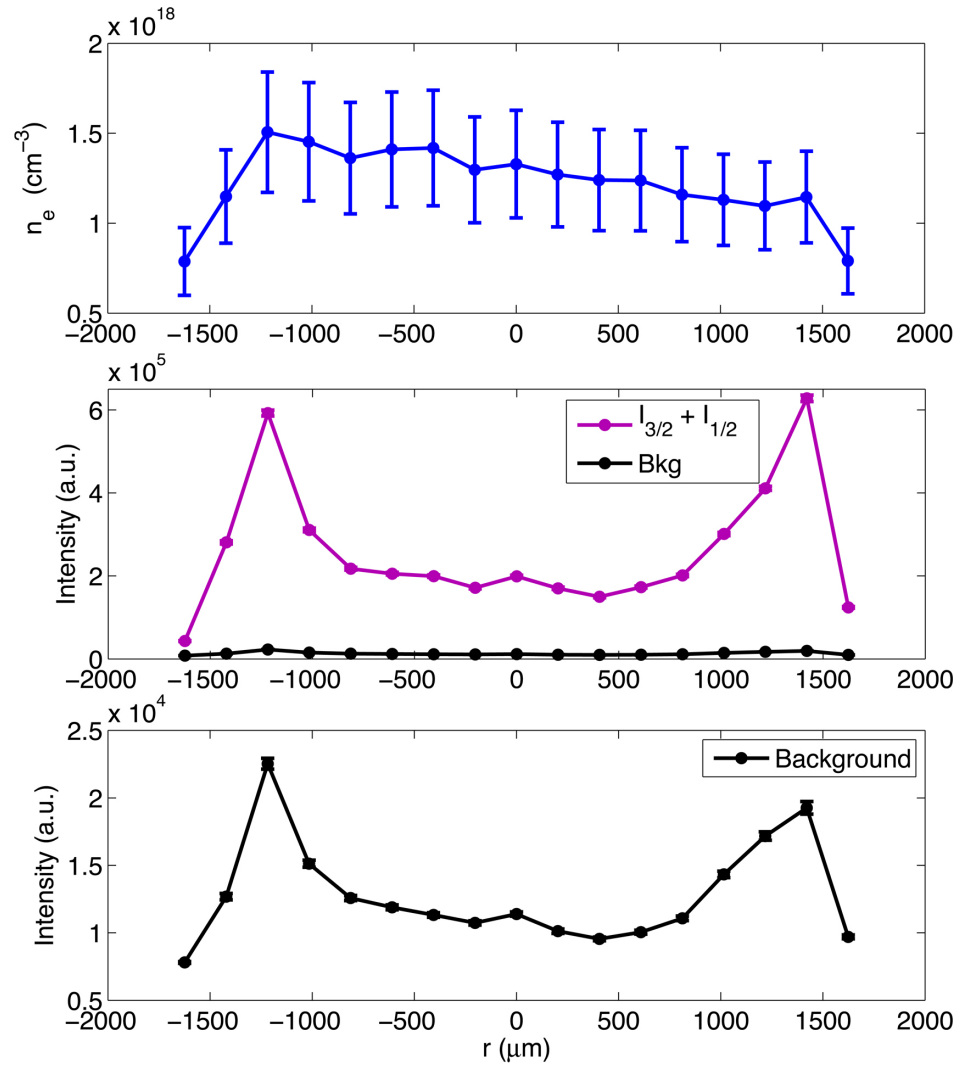 x 10^18
2
1.5
1
0.5
n_e (cm^−3)
−2000 −1500 −1000 −500 0 500 1000 1500 2000
x 10^5
6
4
2
0
Intensity (a.u.)
I_3/2 + I_1/2
Bkg
−2000 −1500 −1000 −500 0 500 1000 1500 2000
x 10^4
2.5
2
1.5
1
0.5
Intensity (a.u.)
Background
−2000 −1500 −1000 −500 0 500 1000 1500 2000
r (μm)